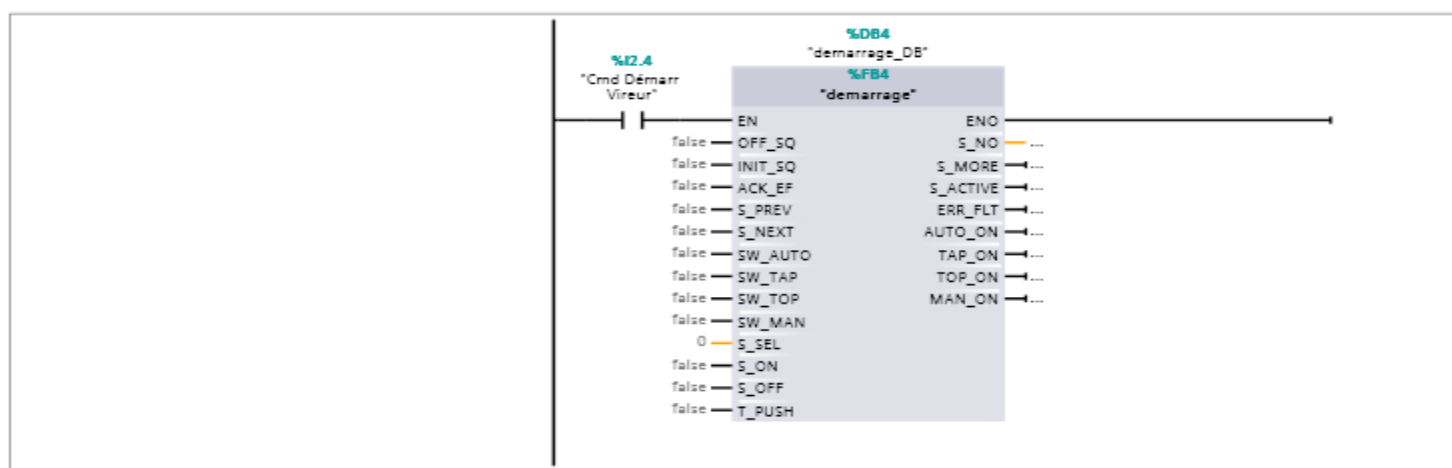 %DB4
"demarrage_DB"
%I2.4
"Cmd Démarr
Vireur"
%FB4
"demarrage"
EN ENO
false OFF_SQ S_NO ...
false INIT_SQ S_MORE ...
false ACK_EF S_ACTIVE ...
false S_PREV ERR_FLT ...
false S_NEXT AUTO_ON ...
false SW_AUTO TAP_ON ...
false SW_TAP TOP_ON ...
false SW_TOP MAN_ON ...
false SW_MAN
0 S_SEL
false S_ON
false S_OFF
false T_PUSH